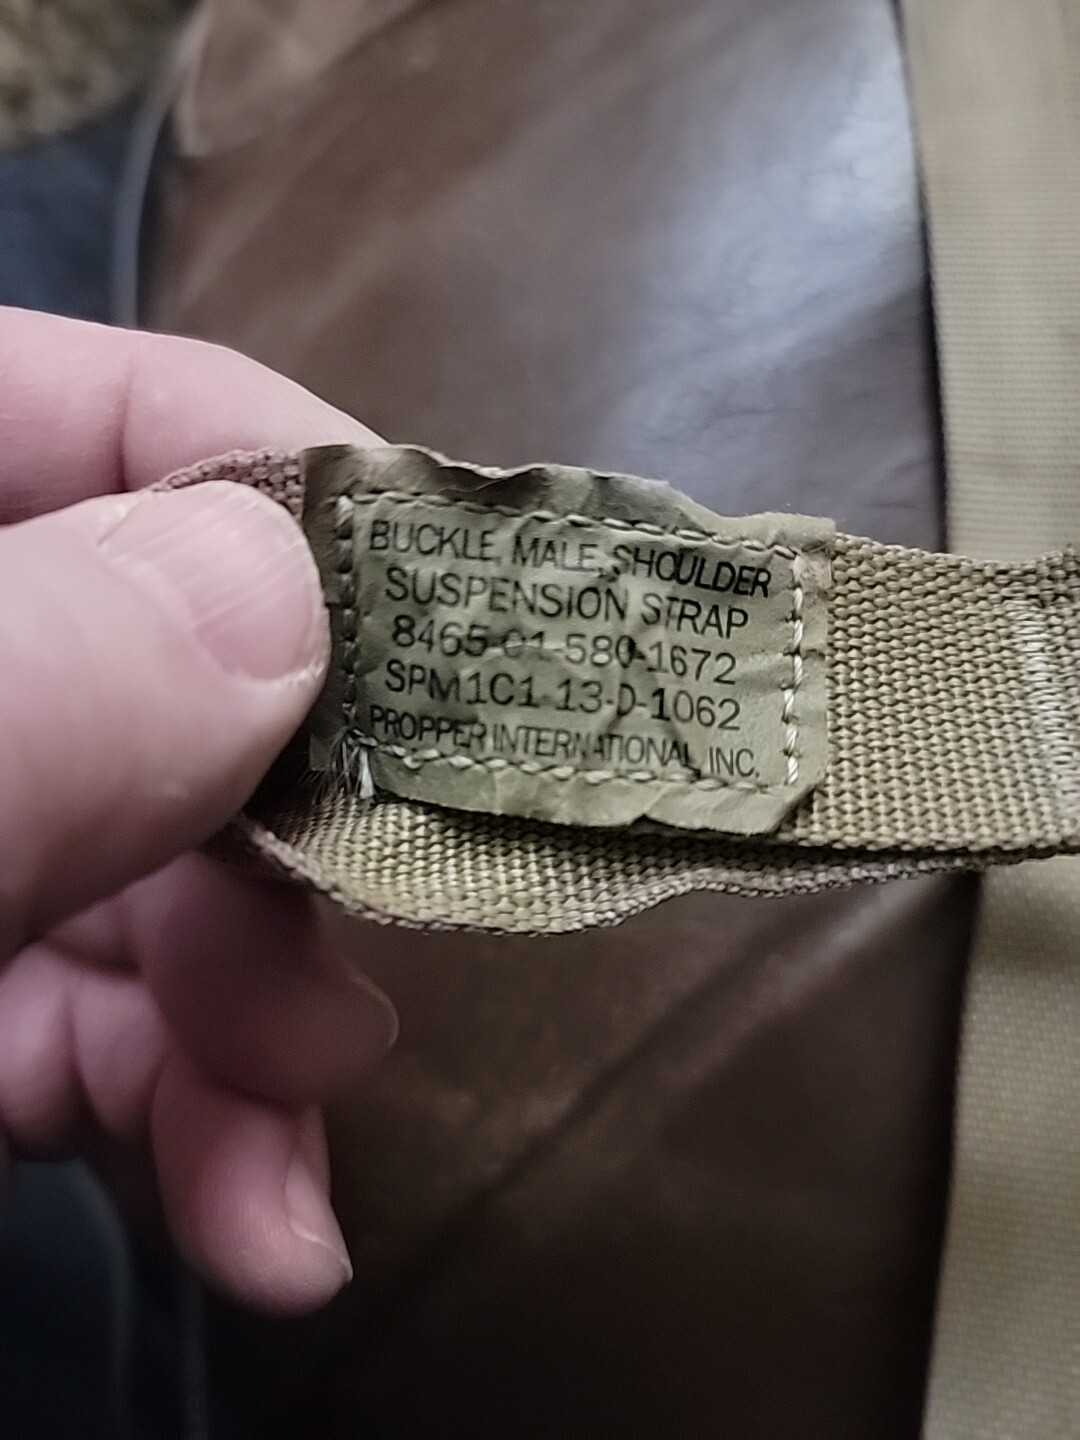 BUCKLE, MALE, SHOULDER
SUSPENSION STRAP
8465-01-580-1672
SPM1C1-13-D-1062
PROPPER INTERNATIONAL, INC.